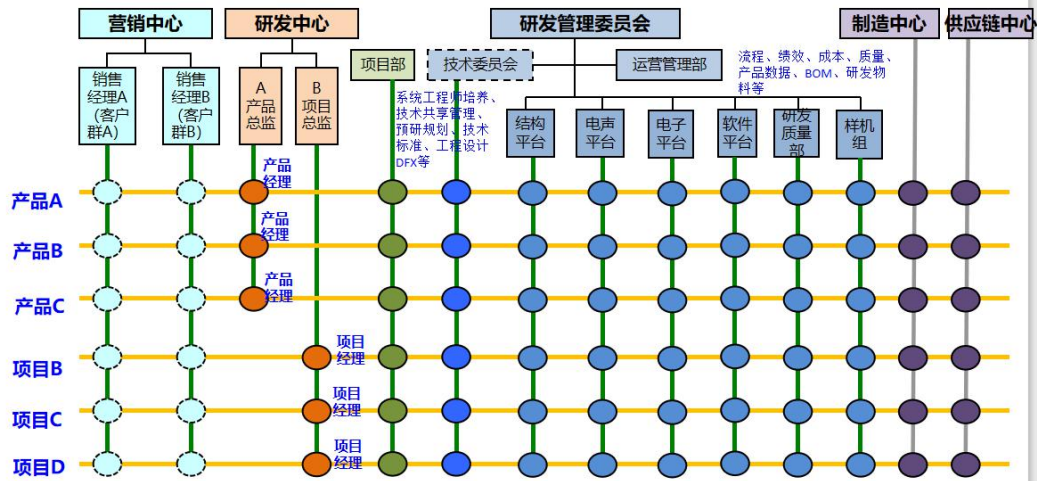 营销中心
研发中心
研发管理委员会
制造中心
供应链中心
销售
经理A
（客户
群A）
销售
经理B
（客户
群B）
A
产品
总监
B
项目
总监
项目部
技术委员会
运营管理部
流程、绩效、成本、质量、
产品数据、BOM、研发物
料等
系统工程师培养、
技术共享管理、
预研规划、技术
标准、工程设计
DFX等
结构
平台
电声
平台
电子
平台
软件
平台
研发
质量
部
样机
组
产品
经理
产品A
产品
经理
产品B
产品
经理
产品C
项目
经理
项目B
项目
经理
项目C
项目
经理
项目D